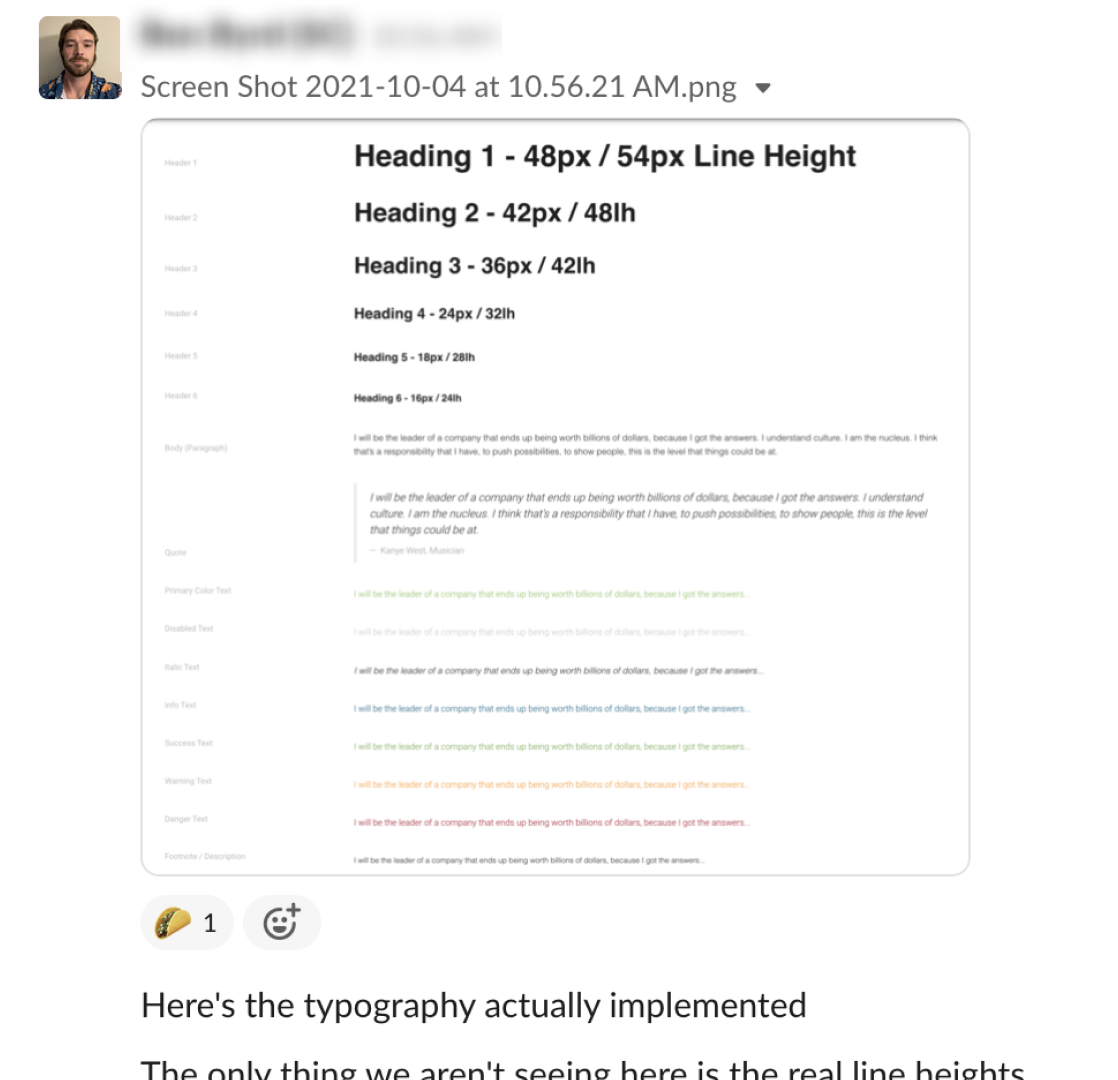 Screen Shot 2021-10-04 at 10.56.21 AM.png
Header 1
Heading 1 - 48px / 54px Line Height
Header 2
Heading 2 - 42px / 48lh
Header 3
Heading 3 - 36px / 42lh
Header 4
Heading 4 - 24px / 32lh
Header 5
Heading 5 - 18px / 28lh
Header 6
Heading 6 - 16px / 24lh
Body (Paragraph)
I will be the leader of a company that ends up being worth billions of dollars, because I got the answers. I understand culture. I am the nucleus. I think
that's a responsibility that I have, to push possibilities, to show people, this is the level that things could be at.
I will be the leader of a company that ends up being worth billions of dollars, because I got the answers. I understand
culture. I am the nucleus. I think that's a responsibility that I have, to push possibilities, to show people, this is the level
that things could be at.
Quote
— Kanye West, Musician
Primary Color Text
I will be the leader of a company that ends up being worth billions of dollars, because I got the answers...
Disabled Text
I will be the leader of a company that ends up being worth billions of dollars, because I got the answers...
Italic Text
I will be the leader of a company that ends up being worth billions of dollars, because I got the answers...
Info Text
I will be the leader of a company that ends up being worth billions of dollars, because I got the answers...
Success Text
I will be the leader of a company that ends up being worth billions of dollars, because I got the answers...
Warning Text
I will be the leader of a company that ends up being worth billions of dollars, because I got the answers...
Danger Text
I will be the leader of a company that ends up being worth billions of dollars, because I got the answers...
Footnote / Description
I will be the leader of a company that ends up being worth billions of dollars, because I got the answers...
1
Here's the typography actually implemented
The only thing we aren't seeing here is the real line heights